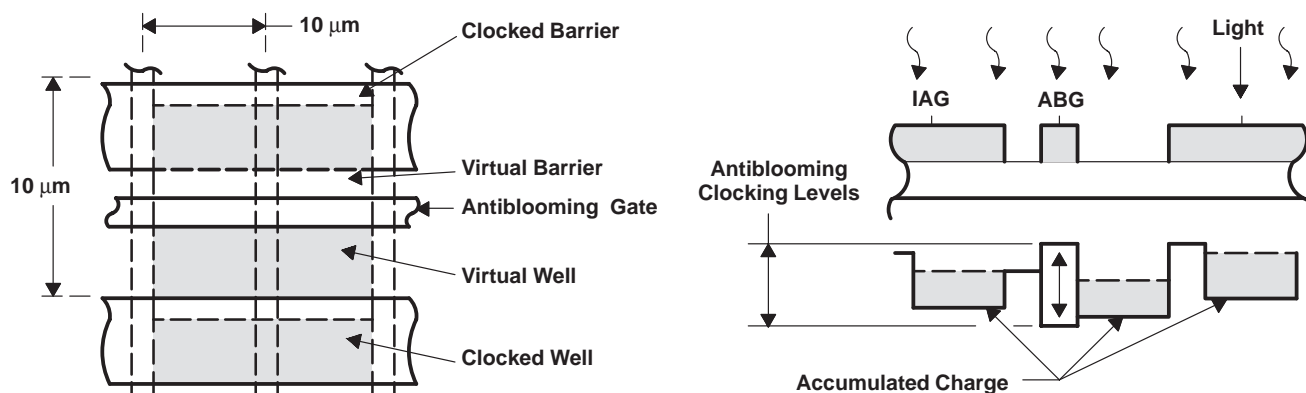 10 μm
Clocked Barrier
10 μm
Virtual Barrier
Antiblooming Gate
Virtual Well
Clocked Well
Light
IAG
ABG
Antiblooming
Clocking Levels
Accumulated Charge